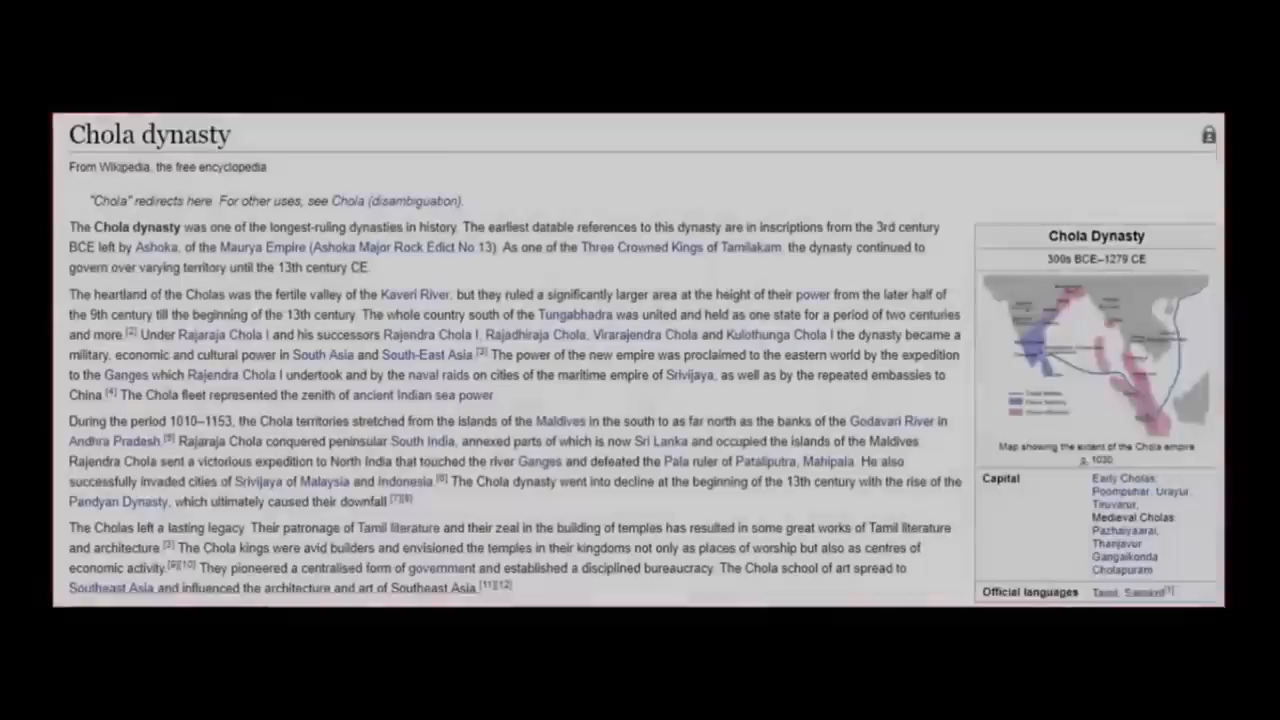 Chola dynasty
From Wikipedia, the free encyclopedia
"Chola" redirects here. For other uses, see Chola (disambiguation).
The Chola dynasty was one of the longest-ruling dynasties in history. The earliest datable references to this dynasty are in inscriptions from the 3rd century
BCE left by Ashoka, of the Maurya Empire (Ashoka Major Rock Edict No.13). As one of the Three Crowned Kings of Tamilakam, the dynasty continued to
govern over varying territory until the 13th century CE.
The heartland of the Cholas was the fertile valley of the Kaveri River, but they ruled a significantly larger area at the height of their power from the later half of
the 9th century till the beginning of the 13th century. The whole country south of the Tungabhadra was united and held as one state for a period of two centuries
and more.[2] Under Rajaraja Chola I and his successors Rajendra Chola I, Rajadhiraja Chola, Virarajendra Chola and Kulothunga Chola I the dynasty became a
military, economic and cultural power in South Asia and South-East Asia.[3] The power of the new empire was proclaimed to the eastern world by the expedition
to the Ganges which Rajendra Chola I undertook and by the naval raids on cities of the maritime empire of Srivijaya, as well as by the repeated embassies to
China.[4] The Chola fleet represented the zenith of ancient Indian sea power.
During the period 1010–1153, the Chola territories stretched from the islands of the Maldives in the south to as far north as the banks of the Godavari River in
Andhra Pradesh.[5] Rajaraja Chola conquered peninsular South India, annexed parts of which is now Sri Lanka and occupied the islands of the Maldives.
Rajendra Chola sent a victorious expedition to North India that touched the river Ganges and defeated the Pala ruler of Pataliputra, Mahipala. He also
successfully invaded cities of Srivijaya of Malaysia and Indonesia.[6] The Chola dynasty went into decline at the beginning of the 13th century with the rise of the
Pandyan Dynasty, which ultimately caused their downfall.[7][8]
The Cholas left a lasting legacy. Their patronage of Tamil literature and their zeal in the building of temples has resulted in some great works of Tamil literature
and architecture.[3] The Chola kings were avid builders and envisioned the temples in their kingdoms not only as places of worship but also as centres of
economic activity.[9][10] They pioneered a centralised form of government and established a disciplined bureaucracy. The Chola school of art spread to
Southeast Asia and influenced the architecture and art of Southeast Asia.[11][12]
Chola Dynasty
300s BCE–1279 CE
Map showing the extent of the Chola empire
c. 1030
Capital
Early Cholas:
Poompuhar, Urayur,
Tiruvarur,
Medieval Cholas:
Pazhaiyaarai,
Thanjavur
Gangaikonda
Cholapuram
Official languages Tamil, Sanskrit[1]